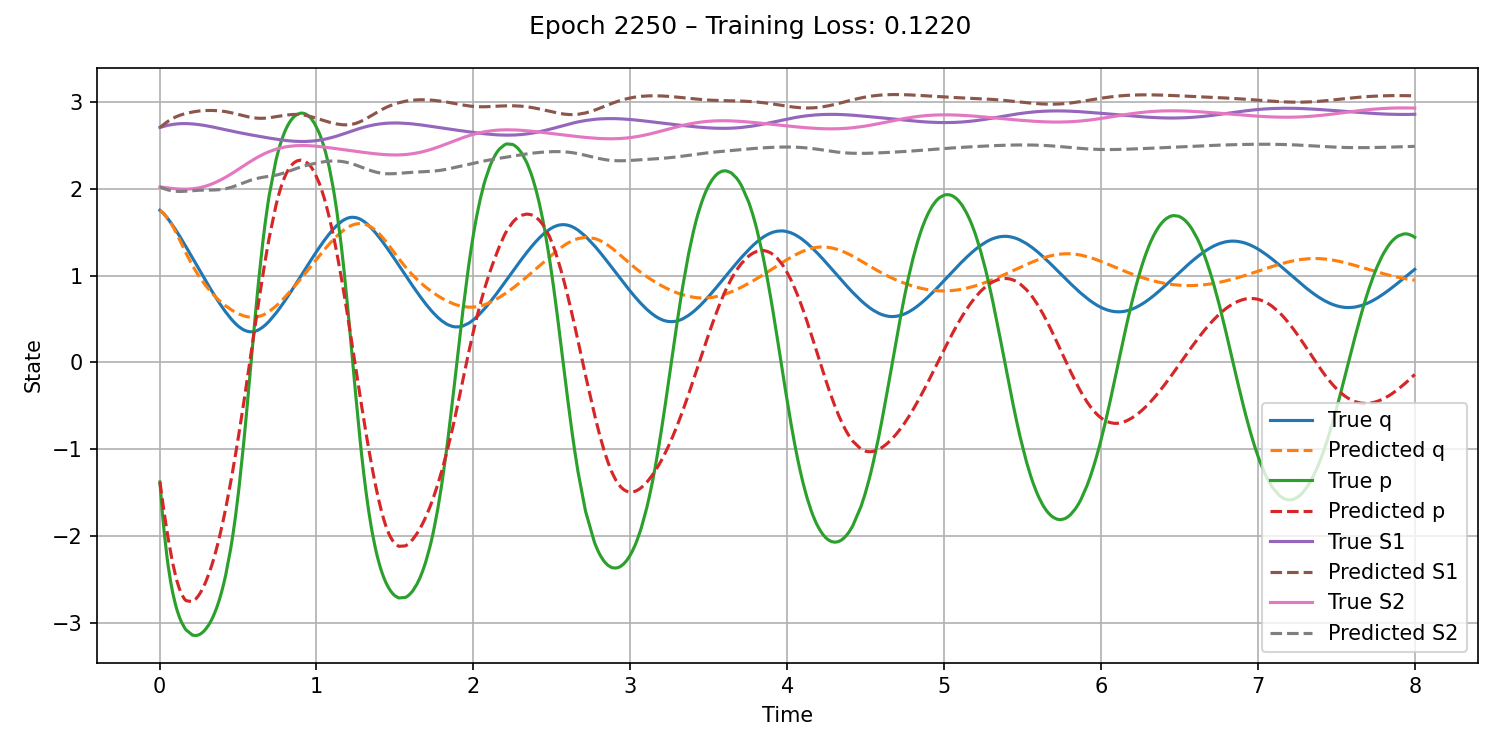 Epoch 2250 – Training Loss: 0.1220
3
2
1
0
−1
−2
−3
State
0 1 2 3 4 5 6 7 8
Time
True q
Predicted q
True p
Predicted p
True S1
Predicted S1
True S2
Predicted S2